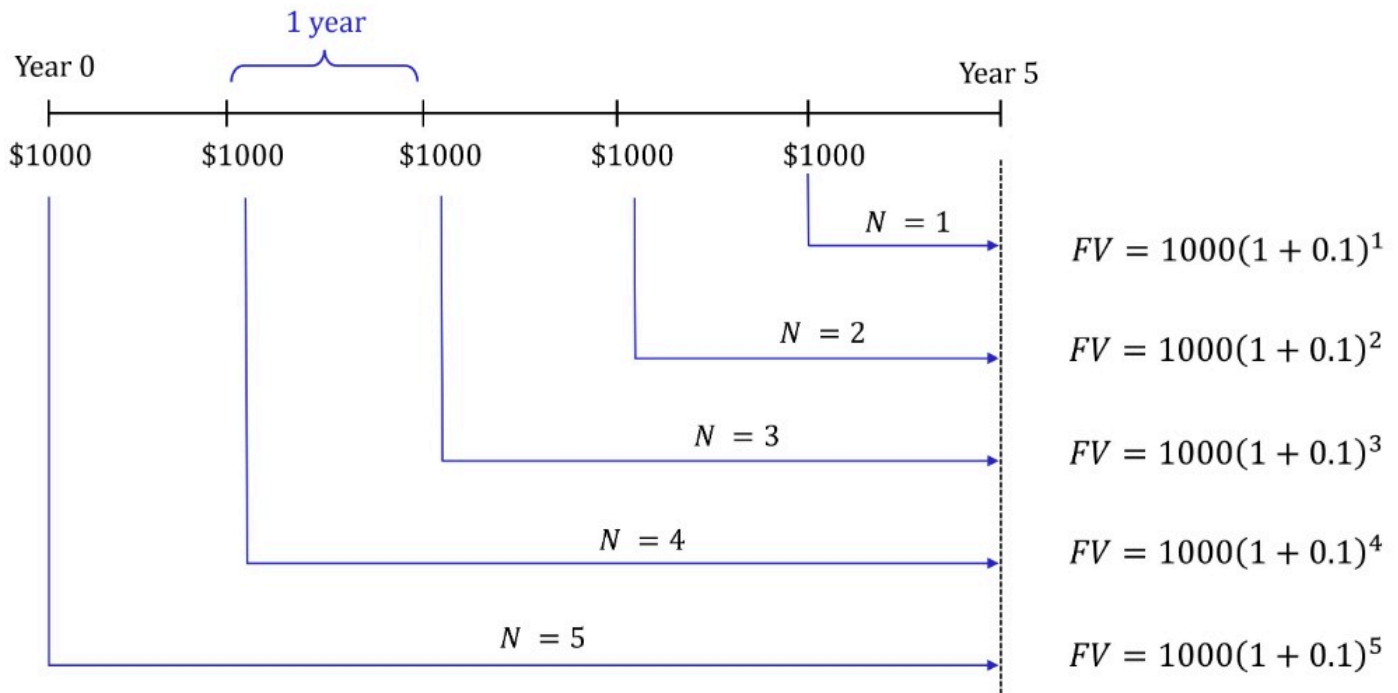 1 year
Year 0
Year 5
$1000 $1000 $1000 $1000 $1000
N = 1
FV = 1000(1 + 0.1)¹
N = 2
FV = 1000(1 + 0.1)²
N = 3
FV = 1000(1 + 0.1)³
N = 4
FV = 1000(1 + 0.1)⁴
N = 5
FV = 1000(1 + 0.1)⁵